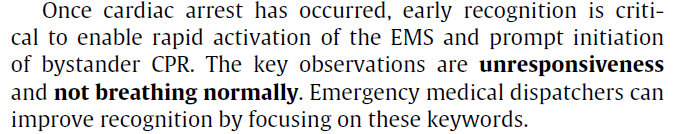 Once cardiac arrest has occurred, early recognition is criti-
cal to enable rapid activation of the EMS and prompt initiation
of bystander CPR. The key observations are unresponsiveness
and not breathing normally. Emergency medical dispatchers can
improve recognition by focusing on these keywords.